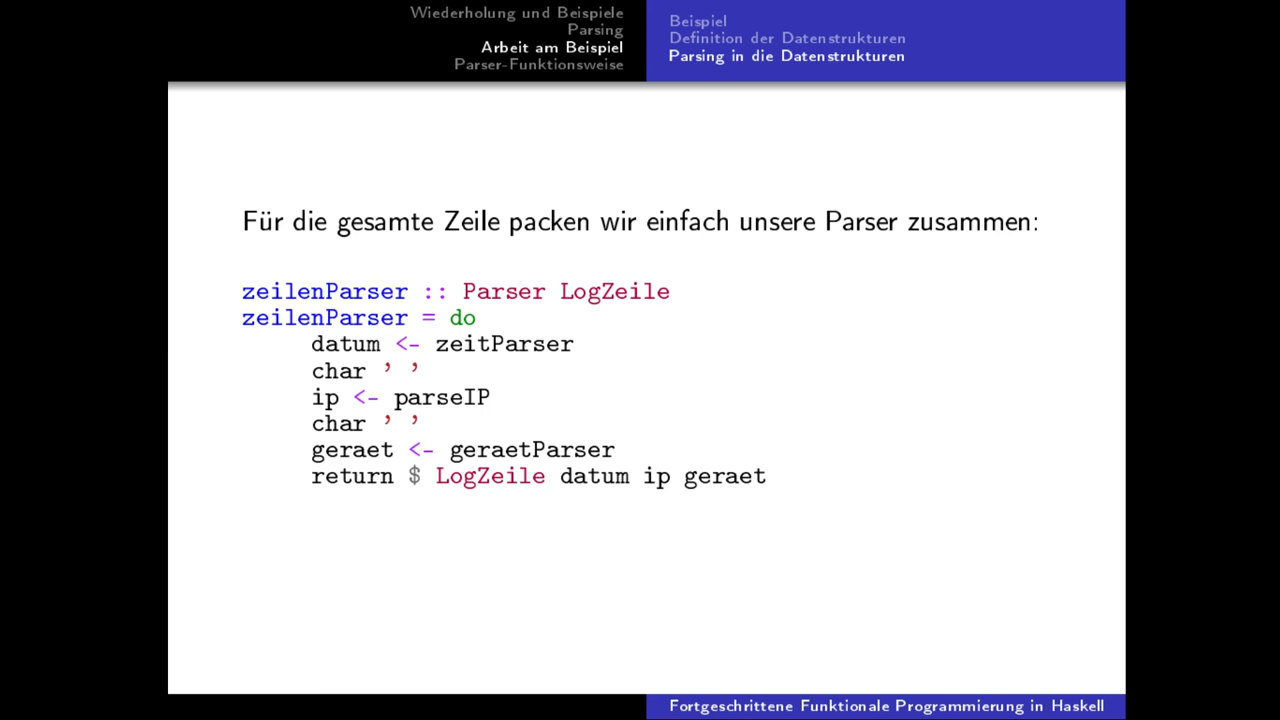 Wiederholung und Beispiele
Parsing
Arbeit am Beispiel
Parser-Funktionsweise
Beispiel
Definition der Datenstrukturen
Parsing in die Datenstrukturen
Für die gesamte Zeile packen wir einfach unsere Parser zusammen:
zeilenParser :: Parser LogZeile
zeilenParser = do
datum <- zeitParser
char ' '
ip <- parseIP
char ' '
geraet <- geraetParser
return $ LogZeile datum ip geraet
Fortgeschrittene Funktionale Programmierung in Haskell